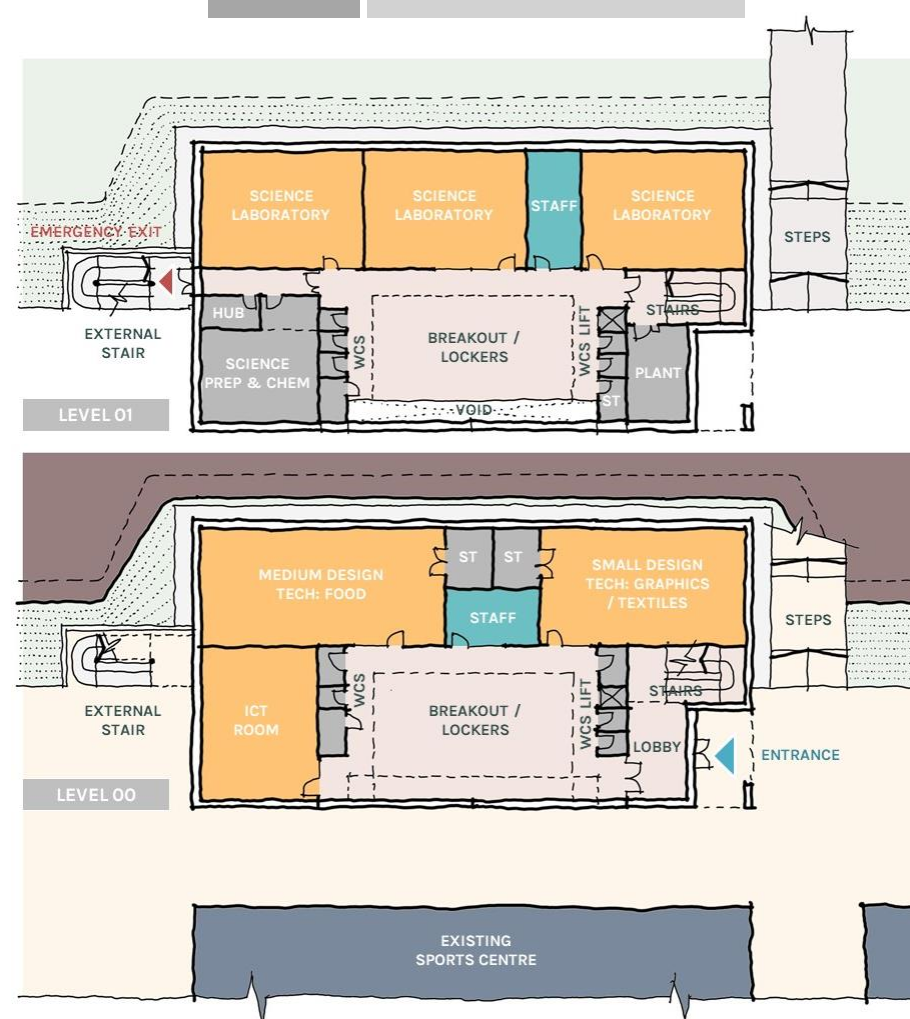 SCIENCE
LABORATORY
SCIENCE
LABORATORY
STAFF
SCIENCE
LABORATORY
EMERGENCY EXIT
STEPS
EXTERNAL
STAIR
HUB
SCIENCE
PREP & CHEM
WCS
BREAKOUT /
LOCKERS
WCS LIFT
STAIRS
PLANT
ST
VOID
LEVEL 01
MEDIUM DESIGN
TECH: FOOD
ST
ST
STAFF
SMALL DESIGN
TECH: GRAPHICS
/ TEXTILES
STEPS
EXTERNAL
STAIR
ICT
ROOM
WCS
BREAKOUT /
LOCKERS
WCS LIFT
STAIRS
LOBBY
ENTRANCE
LEVEL 00
EXISTING
SPORTS CENTRE